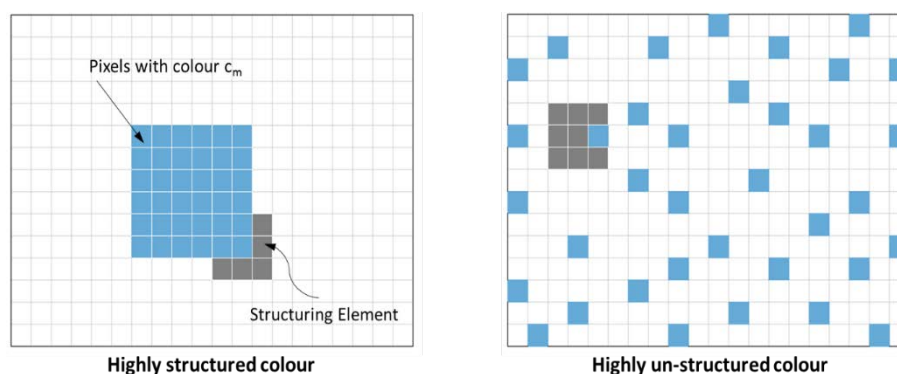 Pixels with colour cm
Structuring Element
Highly structured colour
Highly un-structured colour